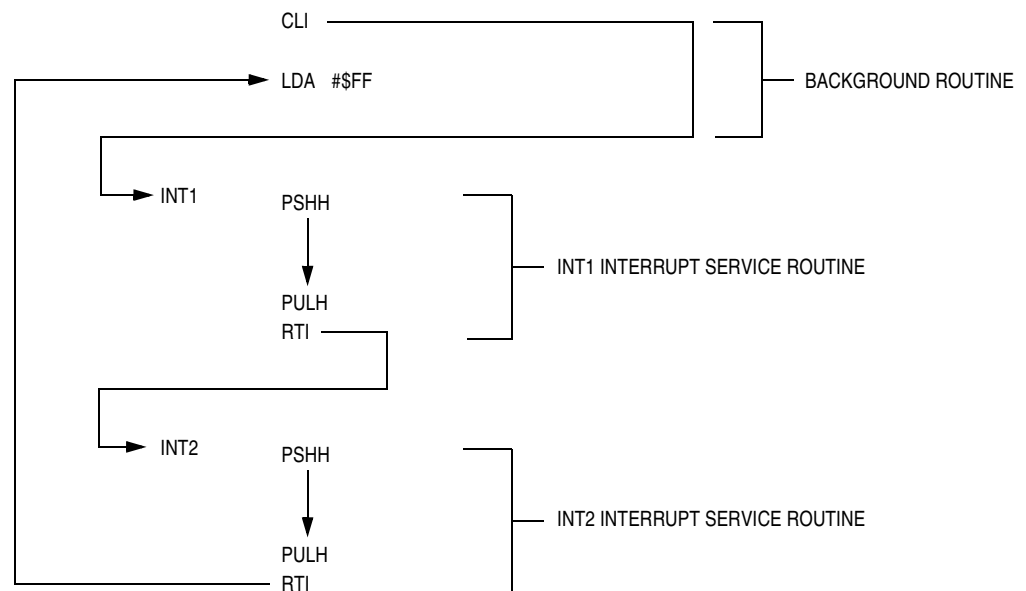 CLI
LDA #$FF
BACKGROUND ROUTINE
INT1
PSHH
INT1 INTERRUPT SERVICE ROUTINE
PULH
RTI
INT2
PSHH
INT2 INTERRUPT SERVICE ROUTINE
PULH
RTI